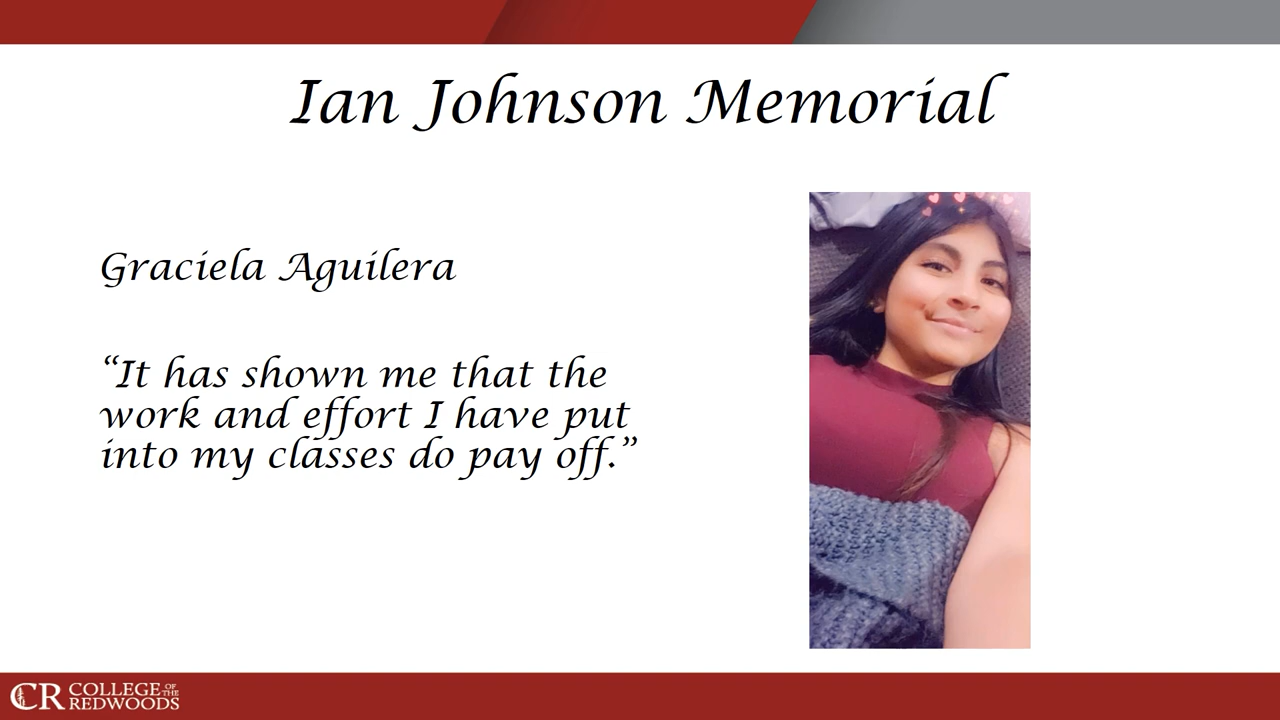 Ian Johnson Memorial
Graciela Aguilera
“It has shown me that the
work and effort I have put
into my classes do pay off.”
CR COLLEGE OF THE
REDWOODS